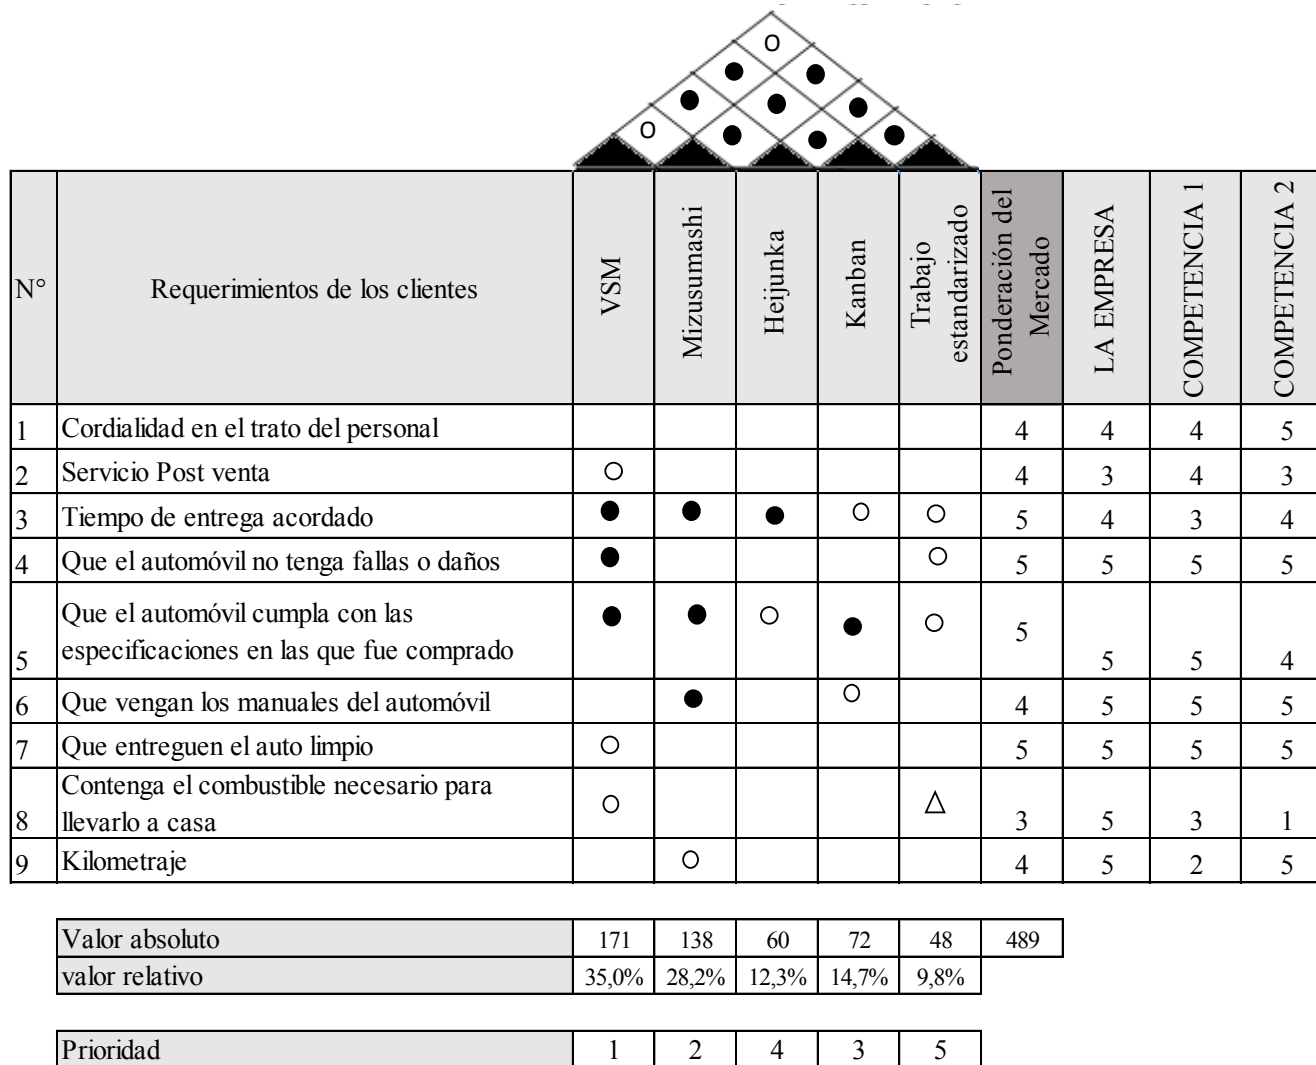 N°
Requerimientos de los clientes
VSM
Mizusumashi
Heijunka
Kanban
Trabajo
estandarizado
Ponderación del
Mercado
LA EMPRESA
COMPETENCIA 1
COMPETENCIA 2
1 Cordialidad en el trato del personal 4 4 4 5
2 Servicio Post venta 4 3 4 3
3 Tiempo de entrega acordado 5 4 3 4
4 Que el automóvil no tenga fallas o daños 5 5 5 5
Que el automóvil cumpla con las
5 especificaciones en las que fue comprado 5 5 5 4
6 Que vengan los manuales del automóvil 4 5 5 5
7 Que entreguen el auto limpio 5 5 5 5
Contenga el combustible necesario para
8 llevarlo a casa 3 5 3 1
9 Kilometraje 4 5 2 5
Valor absoluto 171 138 60 72 48 489
valor relativo 35,0% 28,2% 12,3% 14,7% 9,8%
Prioridad 1 2 4 3 5